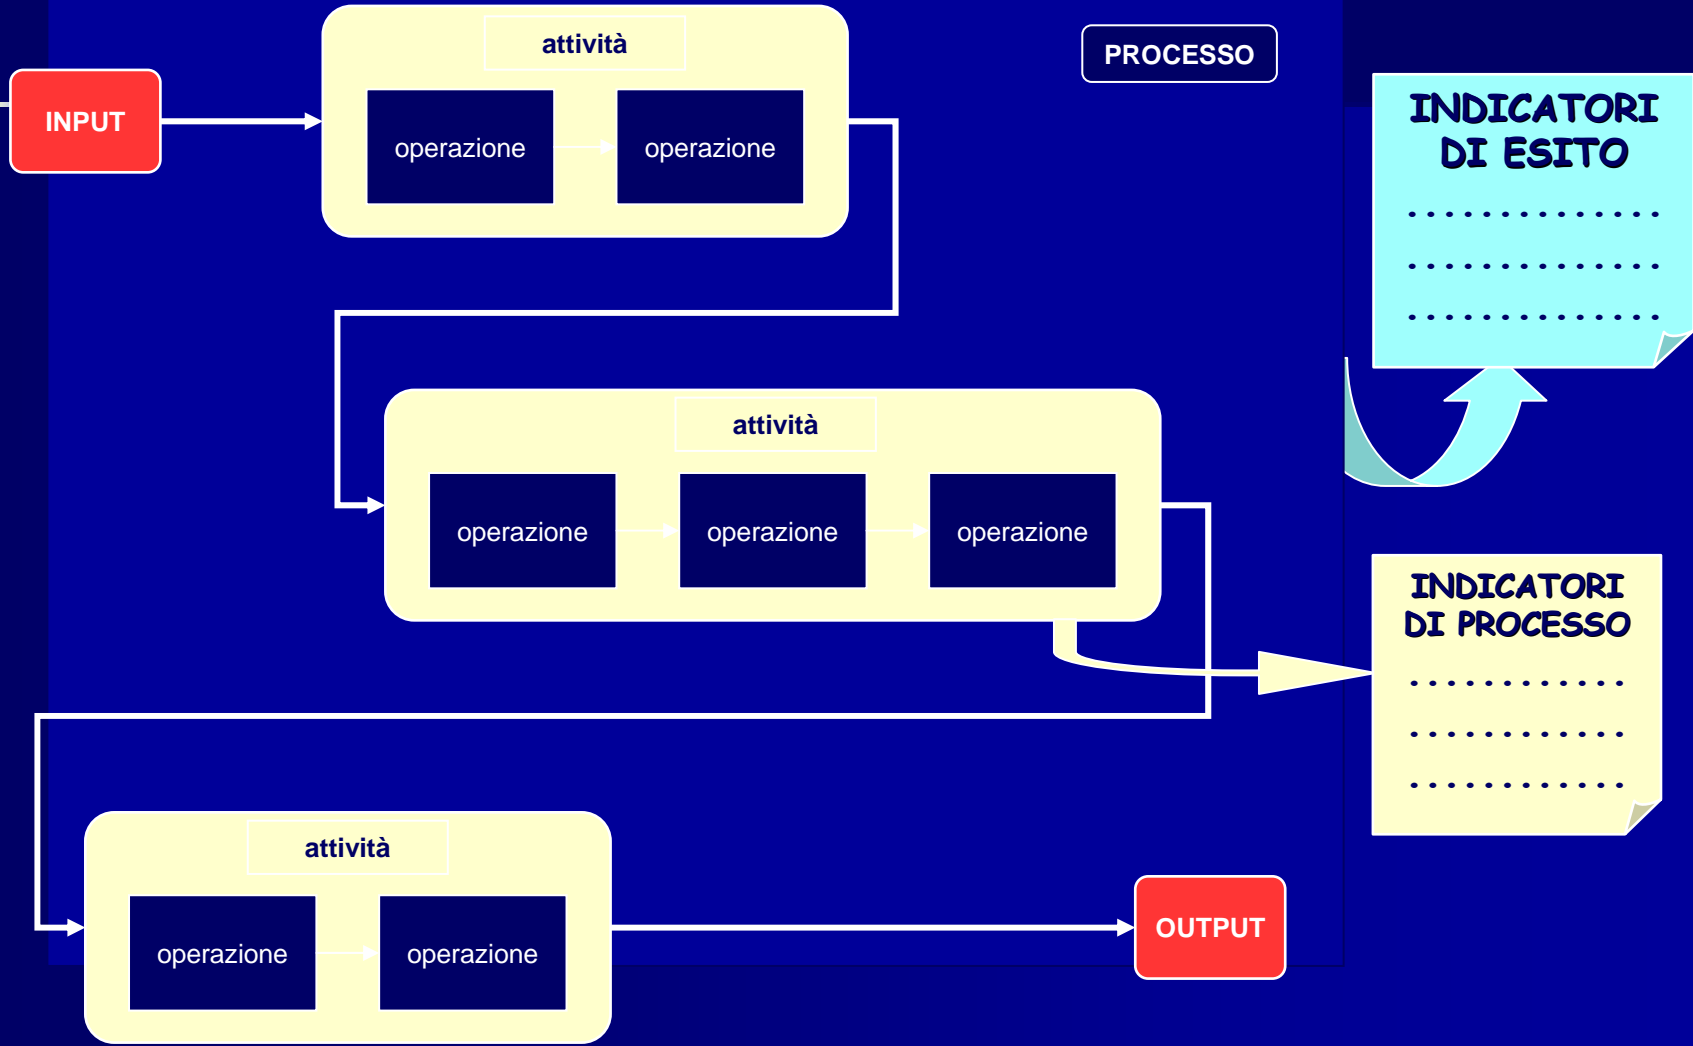 attività
PROCESSO
INPUT
operazione
operazione
INDICATORI
DI ESITO
..............
..............
..............
attività
operazione
operazione
operazione
INDICATORI
DI PROCESSO
............
............
............
attività
operazione
operazione
OUTPUT